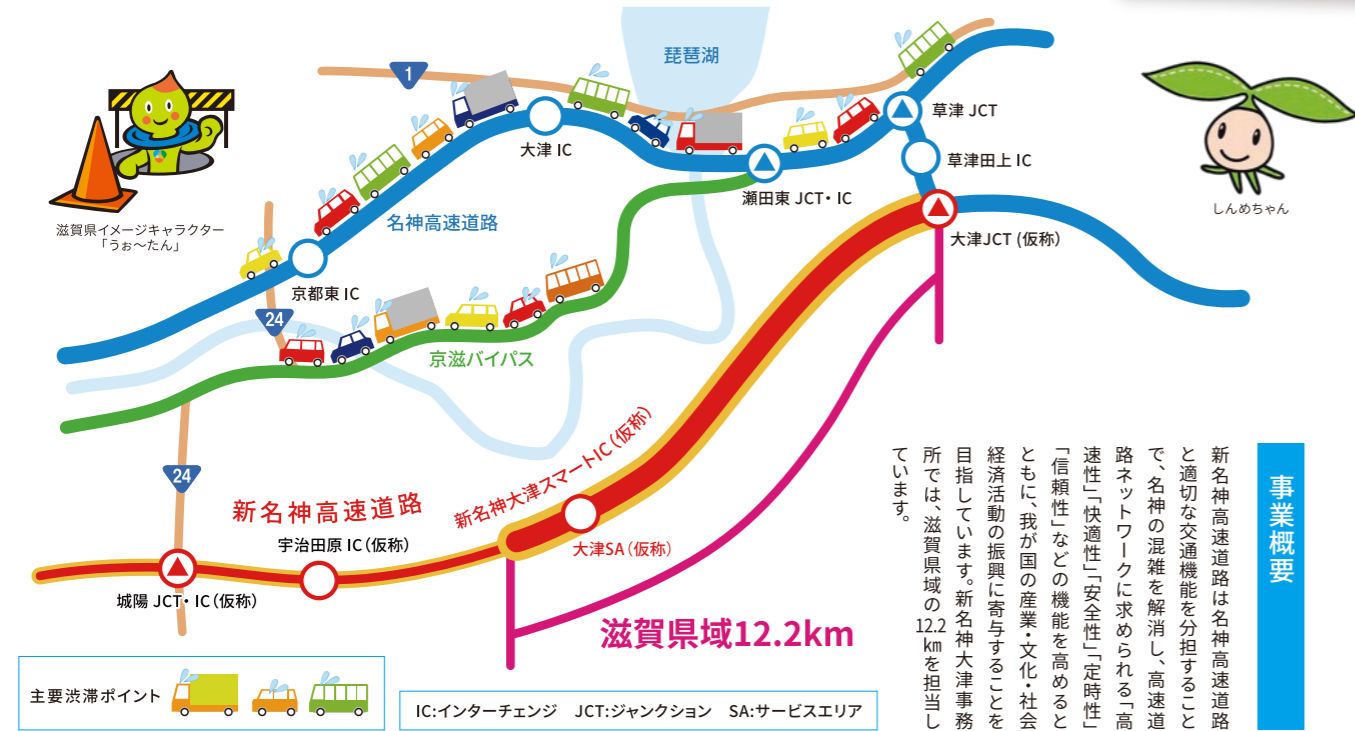 琵琶湖
1
草津 JCT
大津 IC
草津田上 IC
瀬田東 JCT・IC
しんめちゃん
滋賀県イメージキャラクター
「うぉ〜たん」
名神高速道路
大津JCT (仮称)
京都東 IC
24
京滋バイパス
新名神大津スマートIC(仮称)
24
新名神高速道路
宇治田原 IC(仮称)
大津SA(仮称)
城陽 JCT・IC(仮称)
滋賀県域12.2km
主要渋滞ポイント
IC:インターチェンジ JCT:ジャンクション SA:サービスエリア
事業概要
新名神高速道路は名神高速道路
と適切な交通機能を分担すること
で、名神の混雑を解消し、高速道
路ネットワークに求められる「高
速性」「快適性」「安全性」「定時性」
「信頼性」などの機能を高めると
ともに、我が国の産業・文化・社会
経済活動の振興に寄与することを
目指しています。新名神大津事務
所では、滋賀県域の12.2kmを担当し
ています。